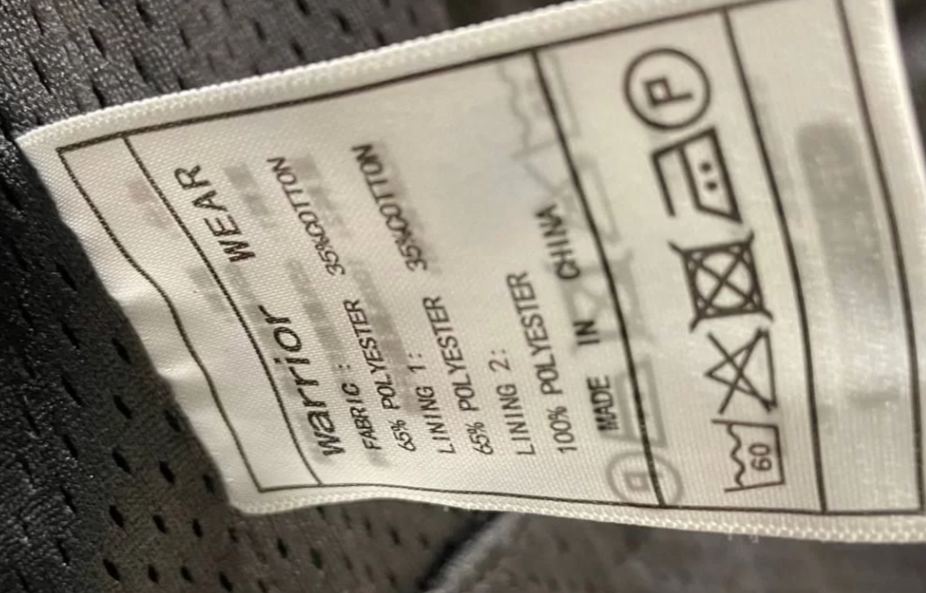 warrior WEAR
FABRIC :
65% POLYESTER 35%COTTON
LINING 1:
65% POLYESTER 35%COTTON
LINING 2:
100% POLYESTER
MADE IN CHINA
60
P